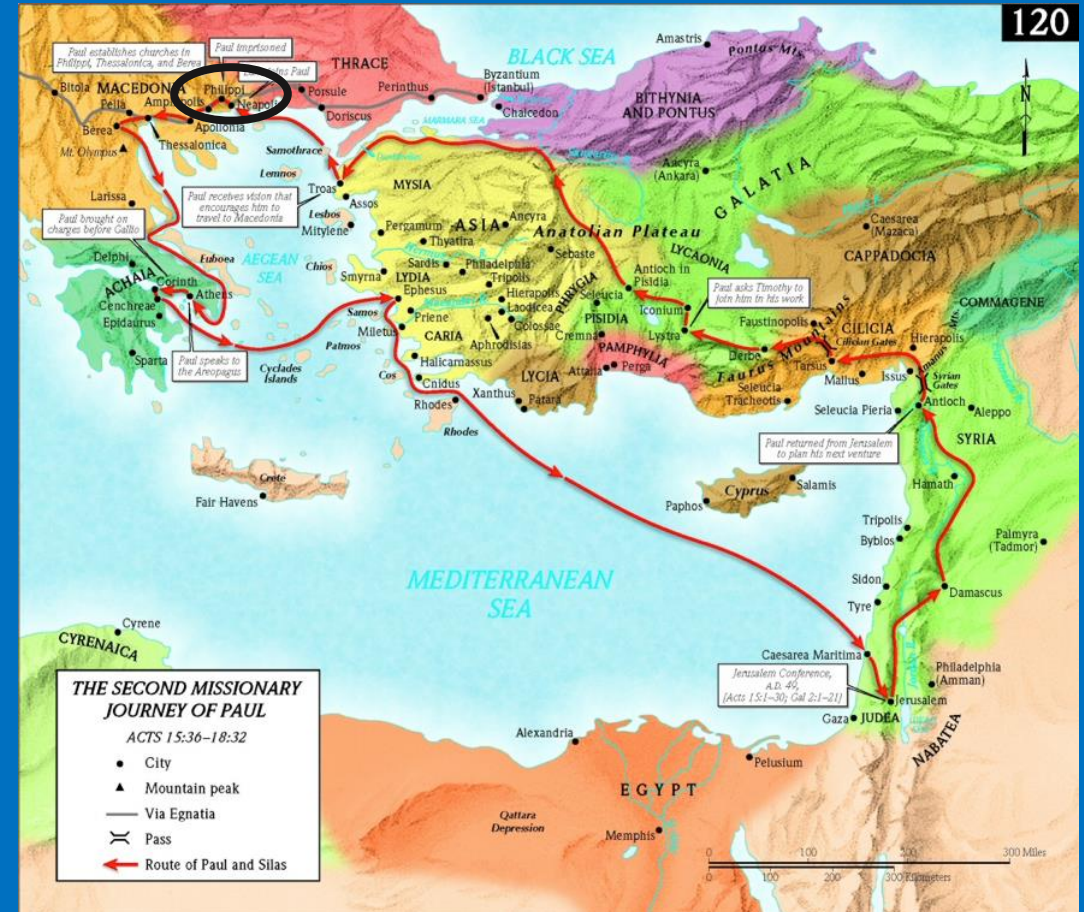 120
Paul establishes churches in
Philippi, Thessalonica, and Berea
Paul imprisoned
Paul
BLACK SEA
Amastris
Pontus Mts.
THRACE
Byzantium
(Istanbul)
Bitola
MACEDONIA
Philippi
Porsule
Perinthus
BITHYNIA
AND PONTUS
Pella
Neapolis
Doriscus
Chalcedon
MARMARA SEA
Apollonia
Berea
Thessalonica
Mt. Olympus
Samothrace
Ancyra
(Ankara)
GALATIA
Lemnos
Troas
MYSIA
Assos
Larissa
Paul receives vision that
encourages him to
travel to Macedonia
Lesbos
Mitylene
Pergamum
ASIA
Ancyra
Anatolian Plateau
Caesarea
(Mazaca)
Paul brought on
charges before Gallio
Thyatira
Sebaste
LYCAONIA
CAPPADOCIA
Delphi
Euboea
AEGEAN
SEA
Chios
Smyrna
Sardis
Philadelphia
LYDIA
Tripolis
Antioch in
Pisidia
ACHAIA
Corinth
Athens
Ephesus
Hierapolis
PHRYGIA
Seleucia
Iconium
Paul asks Timothy to
join him in his work
COMMAGENE
Cenchreae
Samos
Priene
Laodicea
PISIDIA
Faustinopolis
CILICIA
Cilician Gates
Hierapolis
Epidaurus
Miletus
Colossae
Cremna
Lystra
Taurus Mountains
Patmos
CARIA
Aphrodisias
PAMPHYLIA
Derbe
Tarsus
Mallus
Issus
Amanus Mts.
Syrian
Gates
Sparta
Paul speaks to
the Areopagus
Cyclades
Islands
Halicarnassus
Attalia
Perga
Cos
Cnidus
LYCIA
Seleucia
Tracheotis
Xanthus
Patara
Rhodes
Seleucia Pieria
Antioch
Aleppo
Rhodes
Paul returned from Jerusalem
to plan his next venture
SYRIA
Crete
Fair Havens
Cyprus
Salamis
Paphos
Hamath
Tripolis
Byblos
Palmyra
(Tadmor)
MEDITERRANEAN
SEA
Sidon
Damascus
Tyre
Cyrene
CYRENAICA
Caesarea Maritima
Jerusalem Conference,
A.D. 49,
[Acts 15:1–30; Gal 2:1–21]
Philadelphia
(Amman)
Jerusalem
Gaza
JUDEA
NABATEA
Alexandria
Pelusium
EGYPT
Qattara
Depression
Memphis
THE SECOND MISSIONARY
JOURNEY OF PAUL
ACTS 15:36–18:32
City
Mountain peak
Via Egnatia
Pass
Route of Paul and Silas
N
0 100 200 300 Miles
0 100 200 300 Kilometers